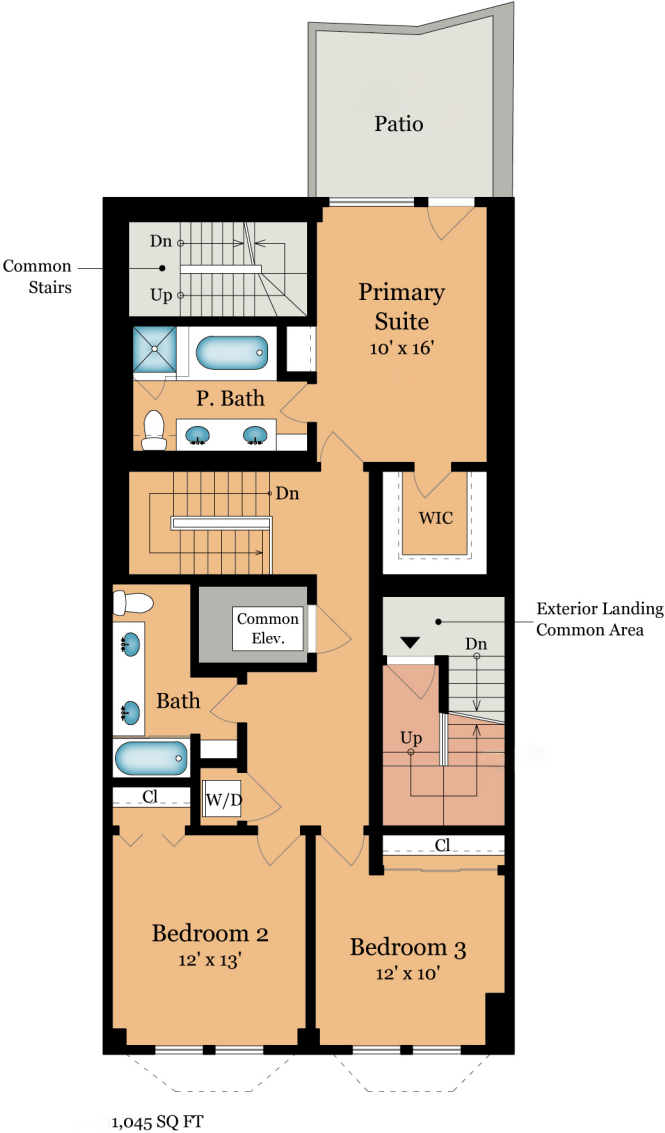 Patio
Common
Stairs
Dn
Up
Primary
Suite
10' x 16'
P. Bath
Dn
WIC
Common
Elev.
Exterior Landing
Common Area
Dn
Bath
Up
Cl
W/D
Cl
Bedroom 2
12' x 13'
Bedroom 3
12' x 10'
1,045 SQ FT